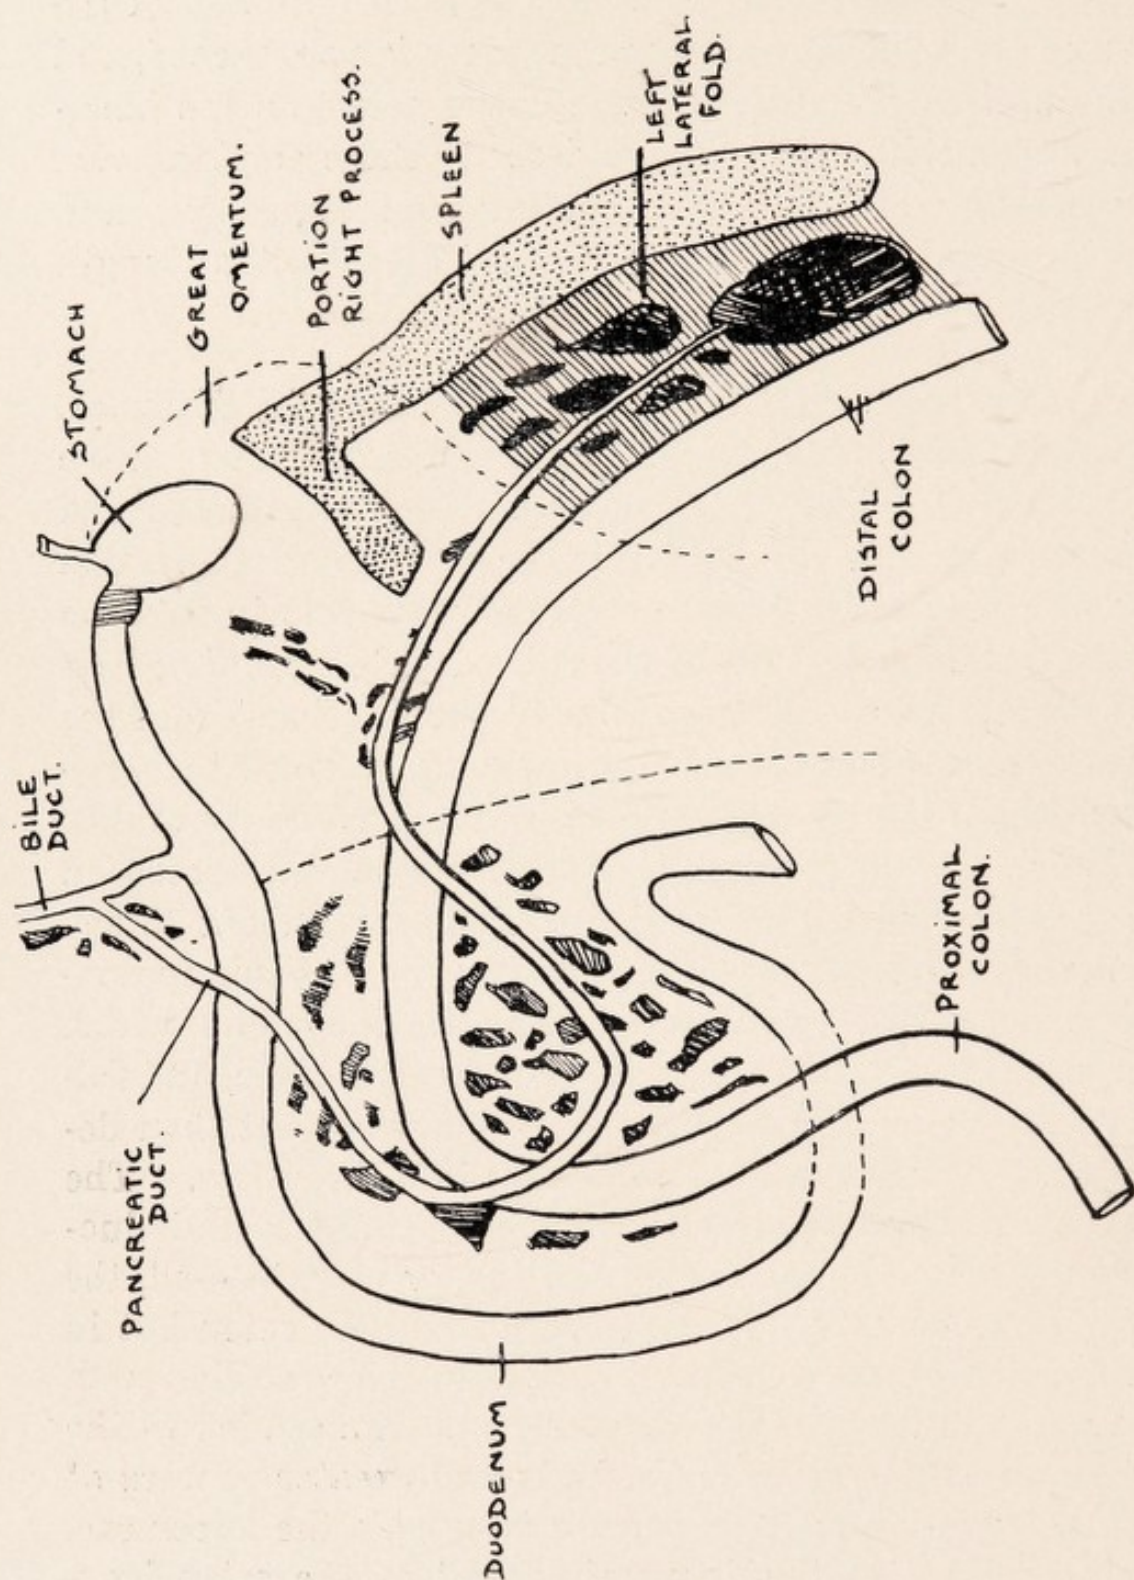 STOMACH
GREAT
OMENTUM.
PORTION
RIGHT PROCESS.
SPLEEN
LEFT
LATERAL
FOLD.
BILE
DUCT.
DISTAL
COLON
PANCREATIC
DUCT.
PROXIMAL
COLON.
DUODENUM